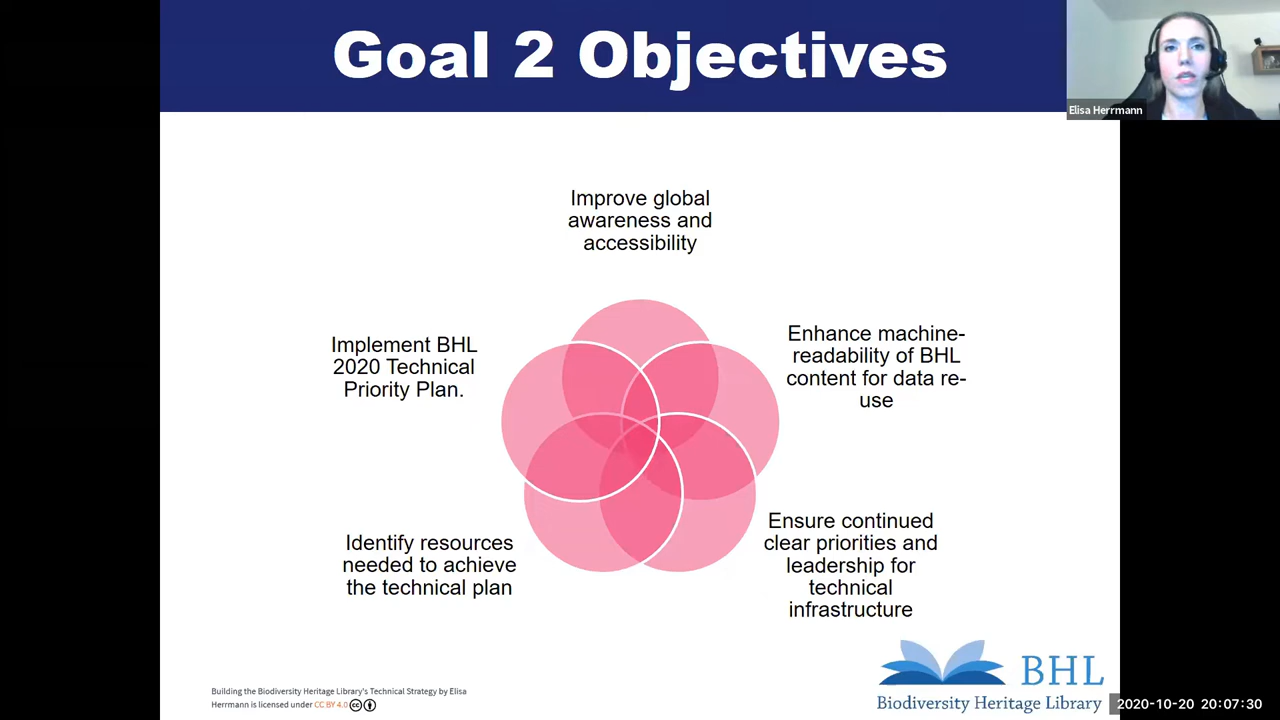 Goal 2 Objectives
Elisa Herrmann
Improve global
awareness and
accessibility
Implement BHL
2020 Technical
Priority Plan.
Enhance machine-
readability of BHL
content for data re-
use
Identify resources
needed to achieve
the technical plan
Ensure continued
clear priorities and
leadership for
technical
infrastructure
Building the Biodiversity Heritage Library's Technical Strategy by Elisa
Herrmann is licensed under CC BY 4.0
BHL
Biodiversity Heritage Library
2020-10-20 20:07:30